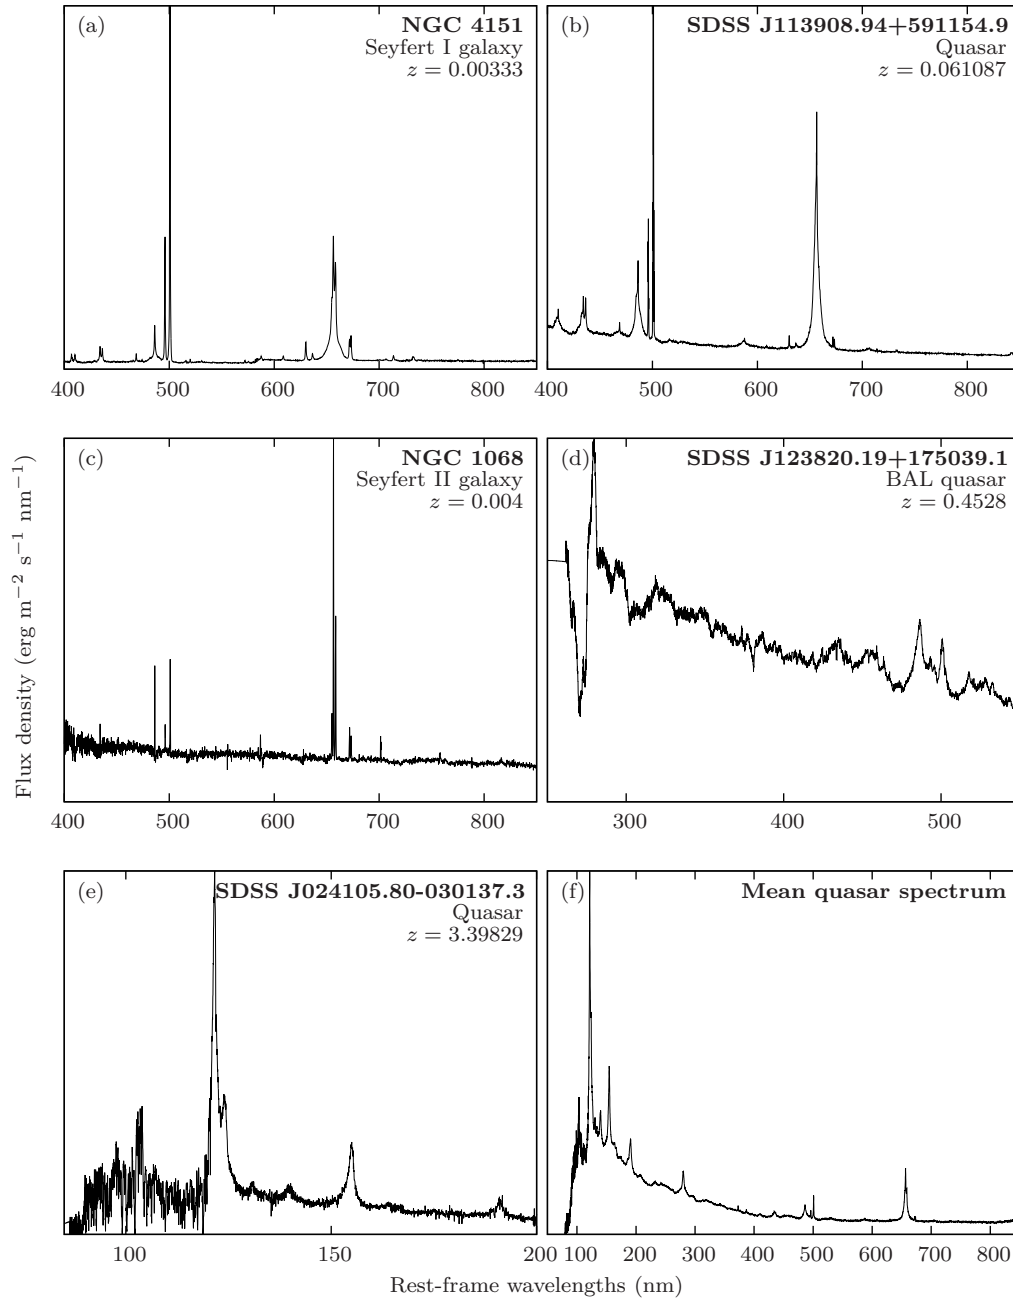 (a)
NGC 4151
Seyfert I galaxy
z = 0.00333
400 500 600 700 800
(b)
SDSS J113908.94+591154.9
Quasar
z = 0.061087
400 500 600 700 800
(c)
NGC 1068
Seyfert II galaxy
z = 0.004
400 500 600 700 800
(d)
SDSS J123820.19+175039.1
BAL quasar
z = 0.4528
300 400 500
Flux density (erg m⁻² s⁻¹ nm⁻¹)
(e)
SDSS J024105.80-030137.3
Quasar
z = 3.39829
100 150 200
(f)
Mean quasar spectrum
50 100 200 300 400 500 600 700 800
Rest-frame wavelengths (nm)